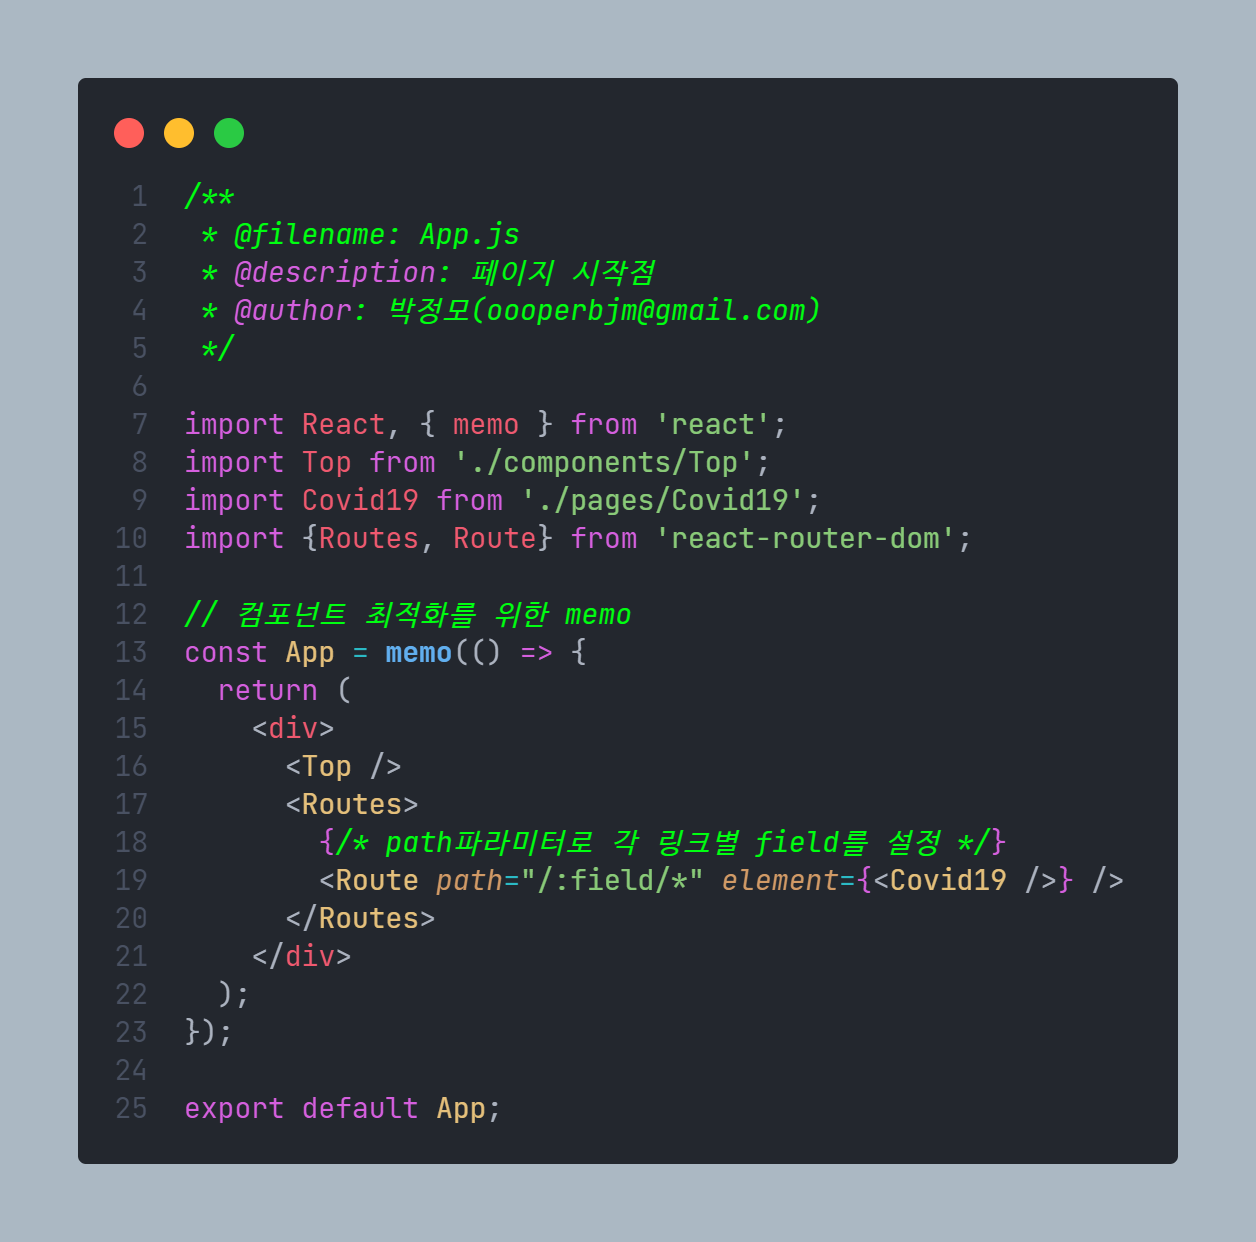 1 /**
2  * @filename: App.js
3  * @description: 페이지 시작점
4  * @author: 박정모(oooperbjm@gmail.com)
5  */
6
7 import React, { memo } from 'react';
8 import Top from './components/Top';
9 import Covid19 from './pages/Covid19';
10 import {Routes, Route} from 'react-router-dom';
11
12 // 컴포넌트 최적화를 위한 memo
13 const App = memo(() => {
14   return (
15     <div>
16       <Top />
17       <Routes>
18         {/* path파라미터로 각 링크별 field를 설정 */}
19         <Route path="/:field/*" element={<Covid19 />} />
20       </Routes>
21     </div>
22   );
23 });
24
25 export default App;